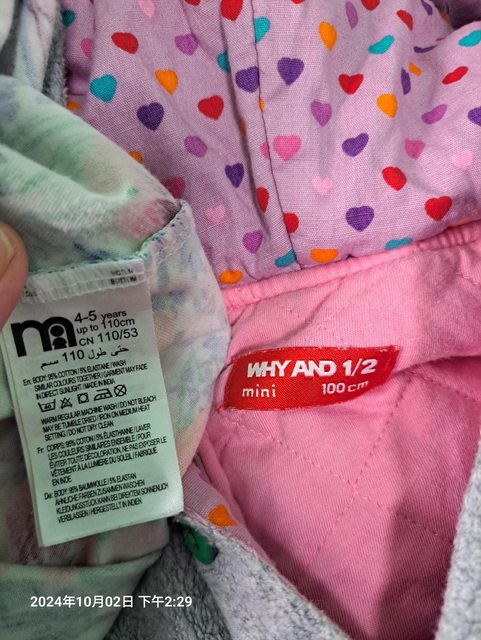 4-5 years
up to 110cm
CN 110/53
حتى طول 110 سم
En: BODY: 95% COTTON / 5% ELASTANE / WASH
SIMILAR COLOURS TOGETHER / GARMENT MAY FADE
IN DIRECT SUNLIGHT / MADE IN INDIA
WARM REGULAR MACHINE WASH / DO NOT BLEACH
MAY BE TUMBLE DRIED / IRON ON MEDIUM HEAT
SETTING / DO NOT DRY CLEAN
Fr: CORPS: 95% COTON / 5% ÉLASTHANNE / LAVER
LES COULEURS SIMILAIRES ENSEMBLE / POUR
ÉVITER TOUTE DÉCOLORATION, NE PAS EXPOSER LE
VÊTEMENT À LA LUMIÈRE DU SOLEIL / FABRIQUÉ
EN INDE
De: BODY: 95% BAUMWOLLE / 5% ELASTAN
ÄHNLICHE FARBEN ZUSAMMEN WASCHEN
KLEIDUNGSSTÜCK KANN BEI DIREKTEM SONNENLICH
VERBLASSEN / HERGESTELLT IN INDIEN
WHY AND 1/2
mini 100 cm
2024年10月02日 下午2:29